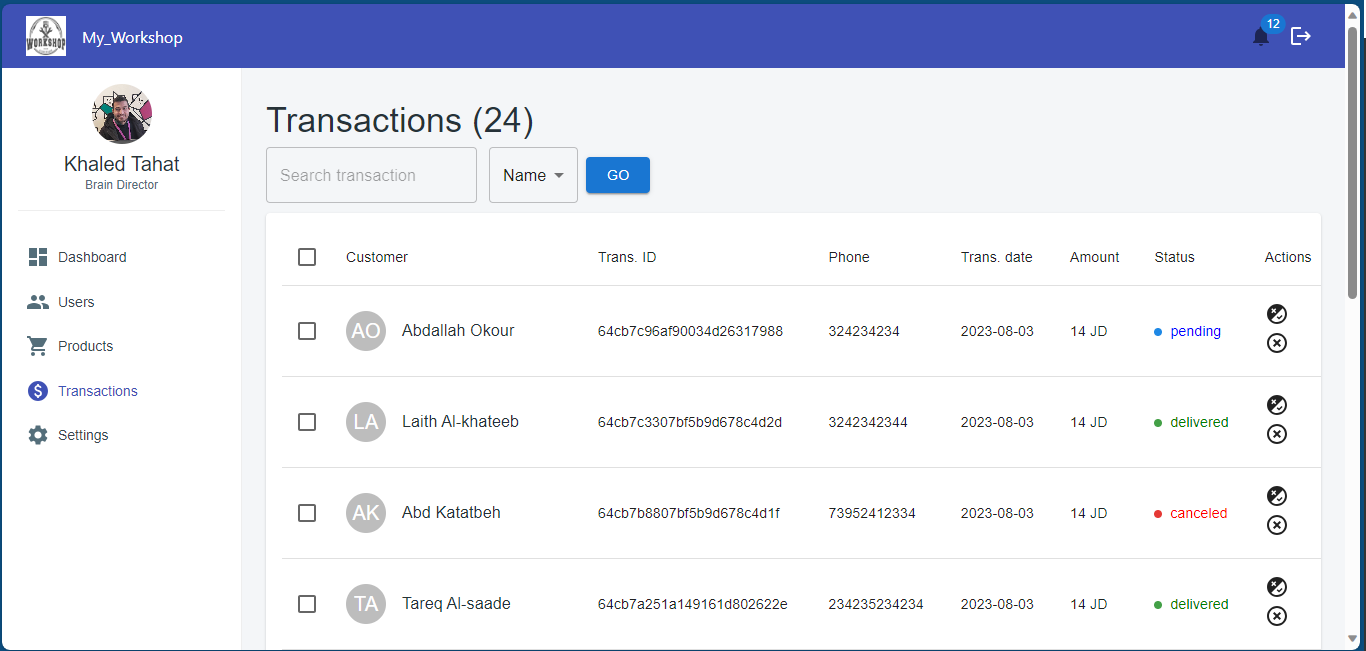 WORKSHOP
My_Workshop
12
Khaled Tahat
Brain Director
Dashboard
Users
Products
Transactions
Settings
Transactions (24)
Search transaction
Name
GO
Customer Trans. ID Phone Trans. date Amount Status Actions
AO Abdallah Okour 64cb7c96af90034d26317988 324234234 2023-08-03 14 JD pending
LA Laith Al-khateeb 64cb7c3307bf5b9d678c4d2d 3242342344 2023-08-03 14 JD delivered
AK Abd Katatbeh 64cb7b8807bf5b9d678c4d1f 73952412334 2023-08-03 14 JD canceled
TA Tareq Al-saade 64cb7a251a149161d802622e 234235234234 2023-08-03 14 JD delivered